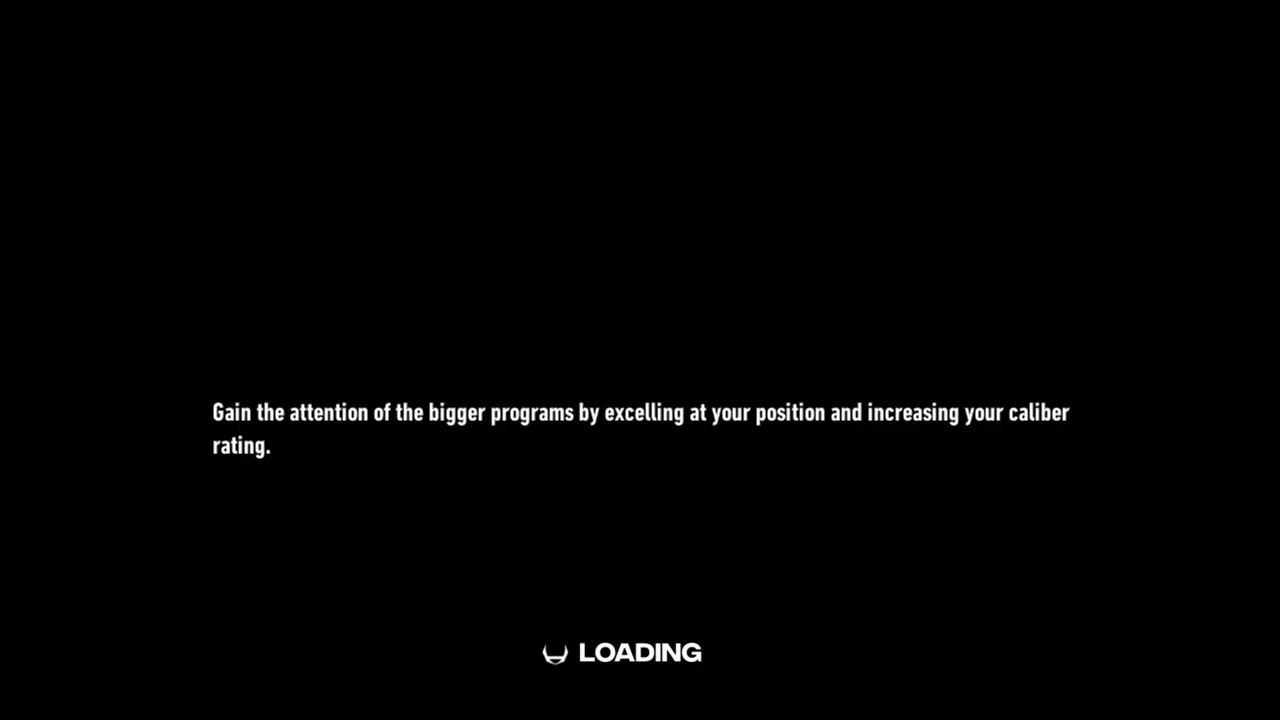 Gain the attention of the bigger programs by excelling at your position and increasing your caliber
rating.
LOADING